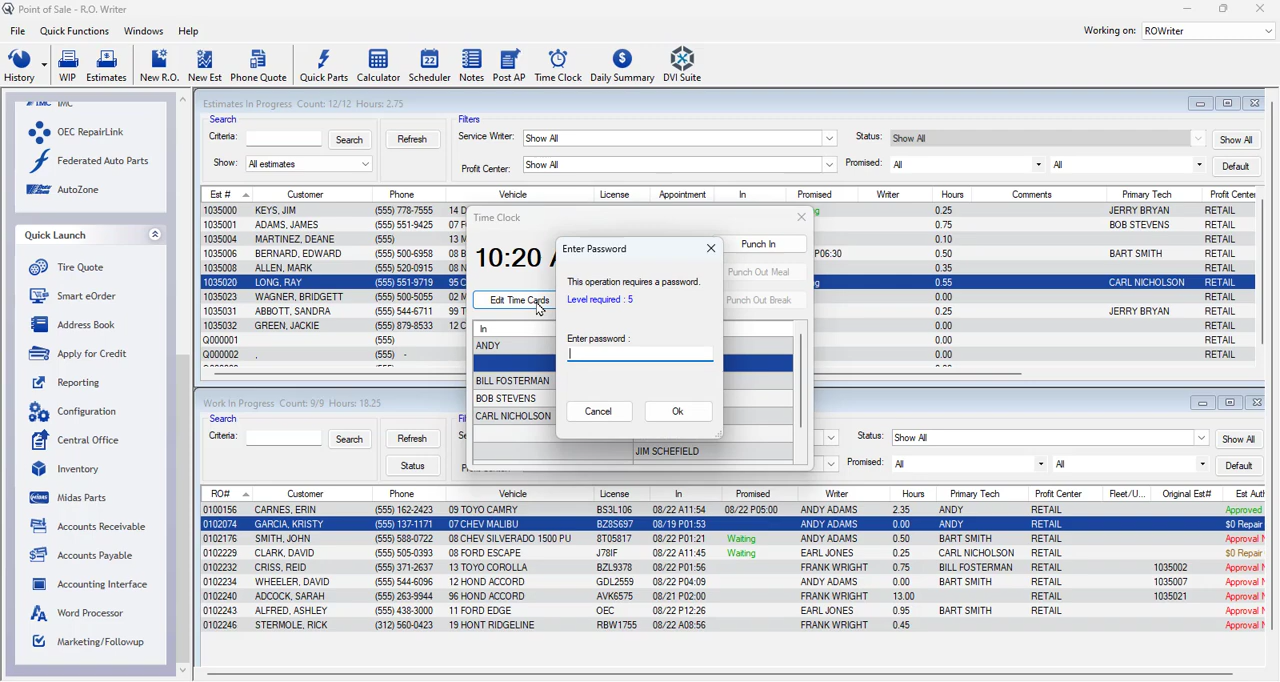 Point of Sale - R.O. Writer
File Quick Functions Windows Help Working on: ROWriter
History WIP Estimates New R.O. New Est Phone Quote Quick Parts Calculator Scheduler Notes Post AP Time Clock Daily Summary DVI Suite
IMC
OEC RepairLink
Federated Auto Parts
AutoZone
Quick Launch
Tire Quote
Smart eOrder
Address Book
Apply for Credit
Reporting
Configuration
Central Office
Inventory
Midas Parts
Accounts Receivable
Accounts Payable
Accounting Interface
Word Processor
Marketing/Followup
Estimates In Progress Count: 12/12 Hours: 2.75
Search Filters
Criteria: Search Refresh Service Writer: Show All Status: Show All Show All
Show: All estimates Profit Center: Show All Promised: All All Default
Est # Customer Phone Vehicle License Appointment In Promised Writer Hours Comments Primary Tech Profit Center
1035000 KEYS, JIM (555) 778-7555 14 D 0.25 JERRY BRYAN RETAIL
1035001 ADAMS, JAMES (555) 551-9425 07 F 0.75 BOB STEVENS RETAIL
1035004 MARTINEZ, DEANE (555) 13 M 0.10 RETAIL
1035006 BERNARD, EDWARD (555) 500-6958 08 B P06:30 0.50 BART SMITH RETAIL
1035008 ALLEN, MARK (555) 520-0915 08 N 0.35 RETAIL
1035020 LONG, RAY (555) 551-9719 95 C 0.55 CARL NICHOLSON RETAIL
1035023 WAGNER, BRIDGETT (555) 500-5055 02 M 0.00 RETAIL
1035031 ABBOTT, SANDRA (555) 544-6711 99 T 0.25 JERRY BRYAN RETAIL
1035032 GREEN, JACKIE (555) 879-8533 12 C 0.00 RETAIL
Q000001 (555) 0.00 RETAIL
Q000002 , (555) - 0.00 RETAIL
Time Clock
10:20 A
Edit Time Cards
Punch In
Punch Out Meal
Punch Out Break
In
ANDY
BILL FOSTERMAN
BOB STEVENS
CARL NICHOLSON
JIM SCHEFIELD
Enter Password
This operation requires a password.
Level required : 5
Enter password :
Cancel Ok
Work In Progress Count: 9/9 Hours: 18.25
Search
Criteria: Search Refresh Status: Show All Show All
Status Promised: All All Default
RO# Customer Phone Vehicle License In Promised Writer Hours Primary Tech Profit Center Fleet/U... Original Est# Est Auth
0100156 CARNES, ERIN (555) 162-2423 09 TOYO CAMRY BS3L106 08/22 A11:54 08/22 P05:00 ANDY ADAMS 2.35 ANDY RETAIL Approved
0102074 GARCIA, KRISTY (555) 137-1171 07 CHEV MALIBU BZ8S697 08/19 P01:53 ANDY ADAMS 0.00 ANDY RETAIL $0 Repair
0102176 SMITH, JOHN (555) 588-0722 08 CHEV SILVERADO 1500 PU 8T05817 08/22 P01:21 Waiting ANDY ADAMS 0.50 BART SMITH RETAIL Approval
0102229 CLARK, DAVID (555) 505-0393 08 FORD ESCAPE J78IF 08/22 A11:45 Waiting EARL JONES 0.25 CARL NICHOLSON RETAIL $0 Repair
0102232 CRISS, REID (555) 371-2637 13 TOYO COROLLA BZL9378 08/22 P01:56 FRANK WRIGHT 0.75 BILL FOSTERMAN RETAIL 1035002 Approval
0102234 WHEELER, DAVID (555) 544-6096 12 HOND ACCORD GDL2559 08/22 P04:09 ANDY ADAMS 0.00 BART SMITH RETAIL 1035007 Approval
0102240 ADCOCK, SARAH (555) 263-9944 96 HOND ACCORD AVK6575 08/21 P02:00 FRANK WRIGHT 13.00 RETAIL 1035021 Approval
0102243 ALFRED, ASHLEY (555) 438-3000 11 FORD EDGE OEC 08/22 P12:26 EARL JONES 0.95 BART SMITH RETAIL Approval
0102246 STERMOLE, RICK (312) 560-0423 19 HONT RIDGELINE RBW1755 08/22 A08:56 FRANK WRIGHT 0.45 Approval